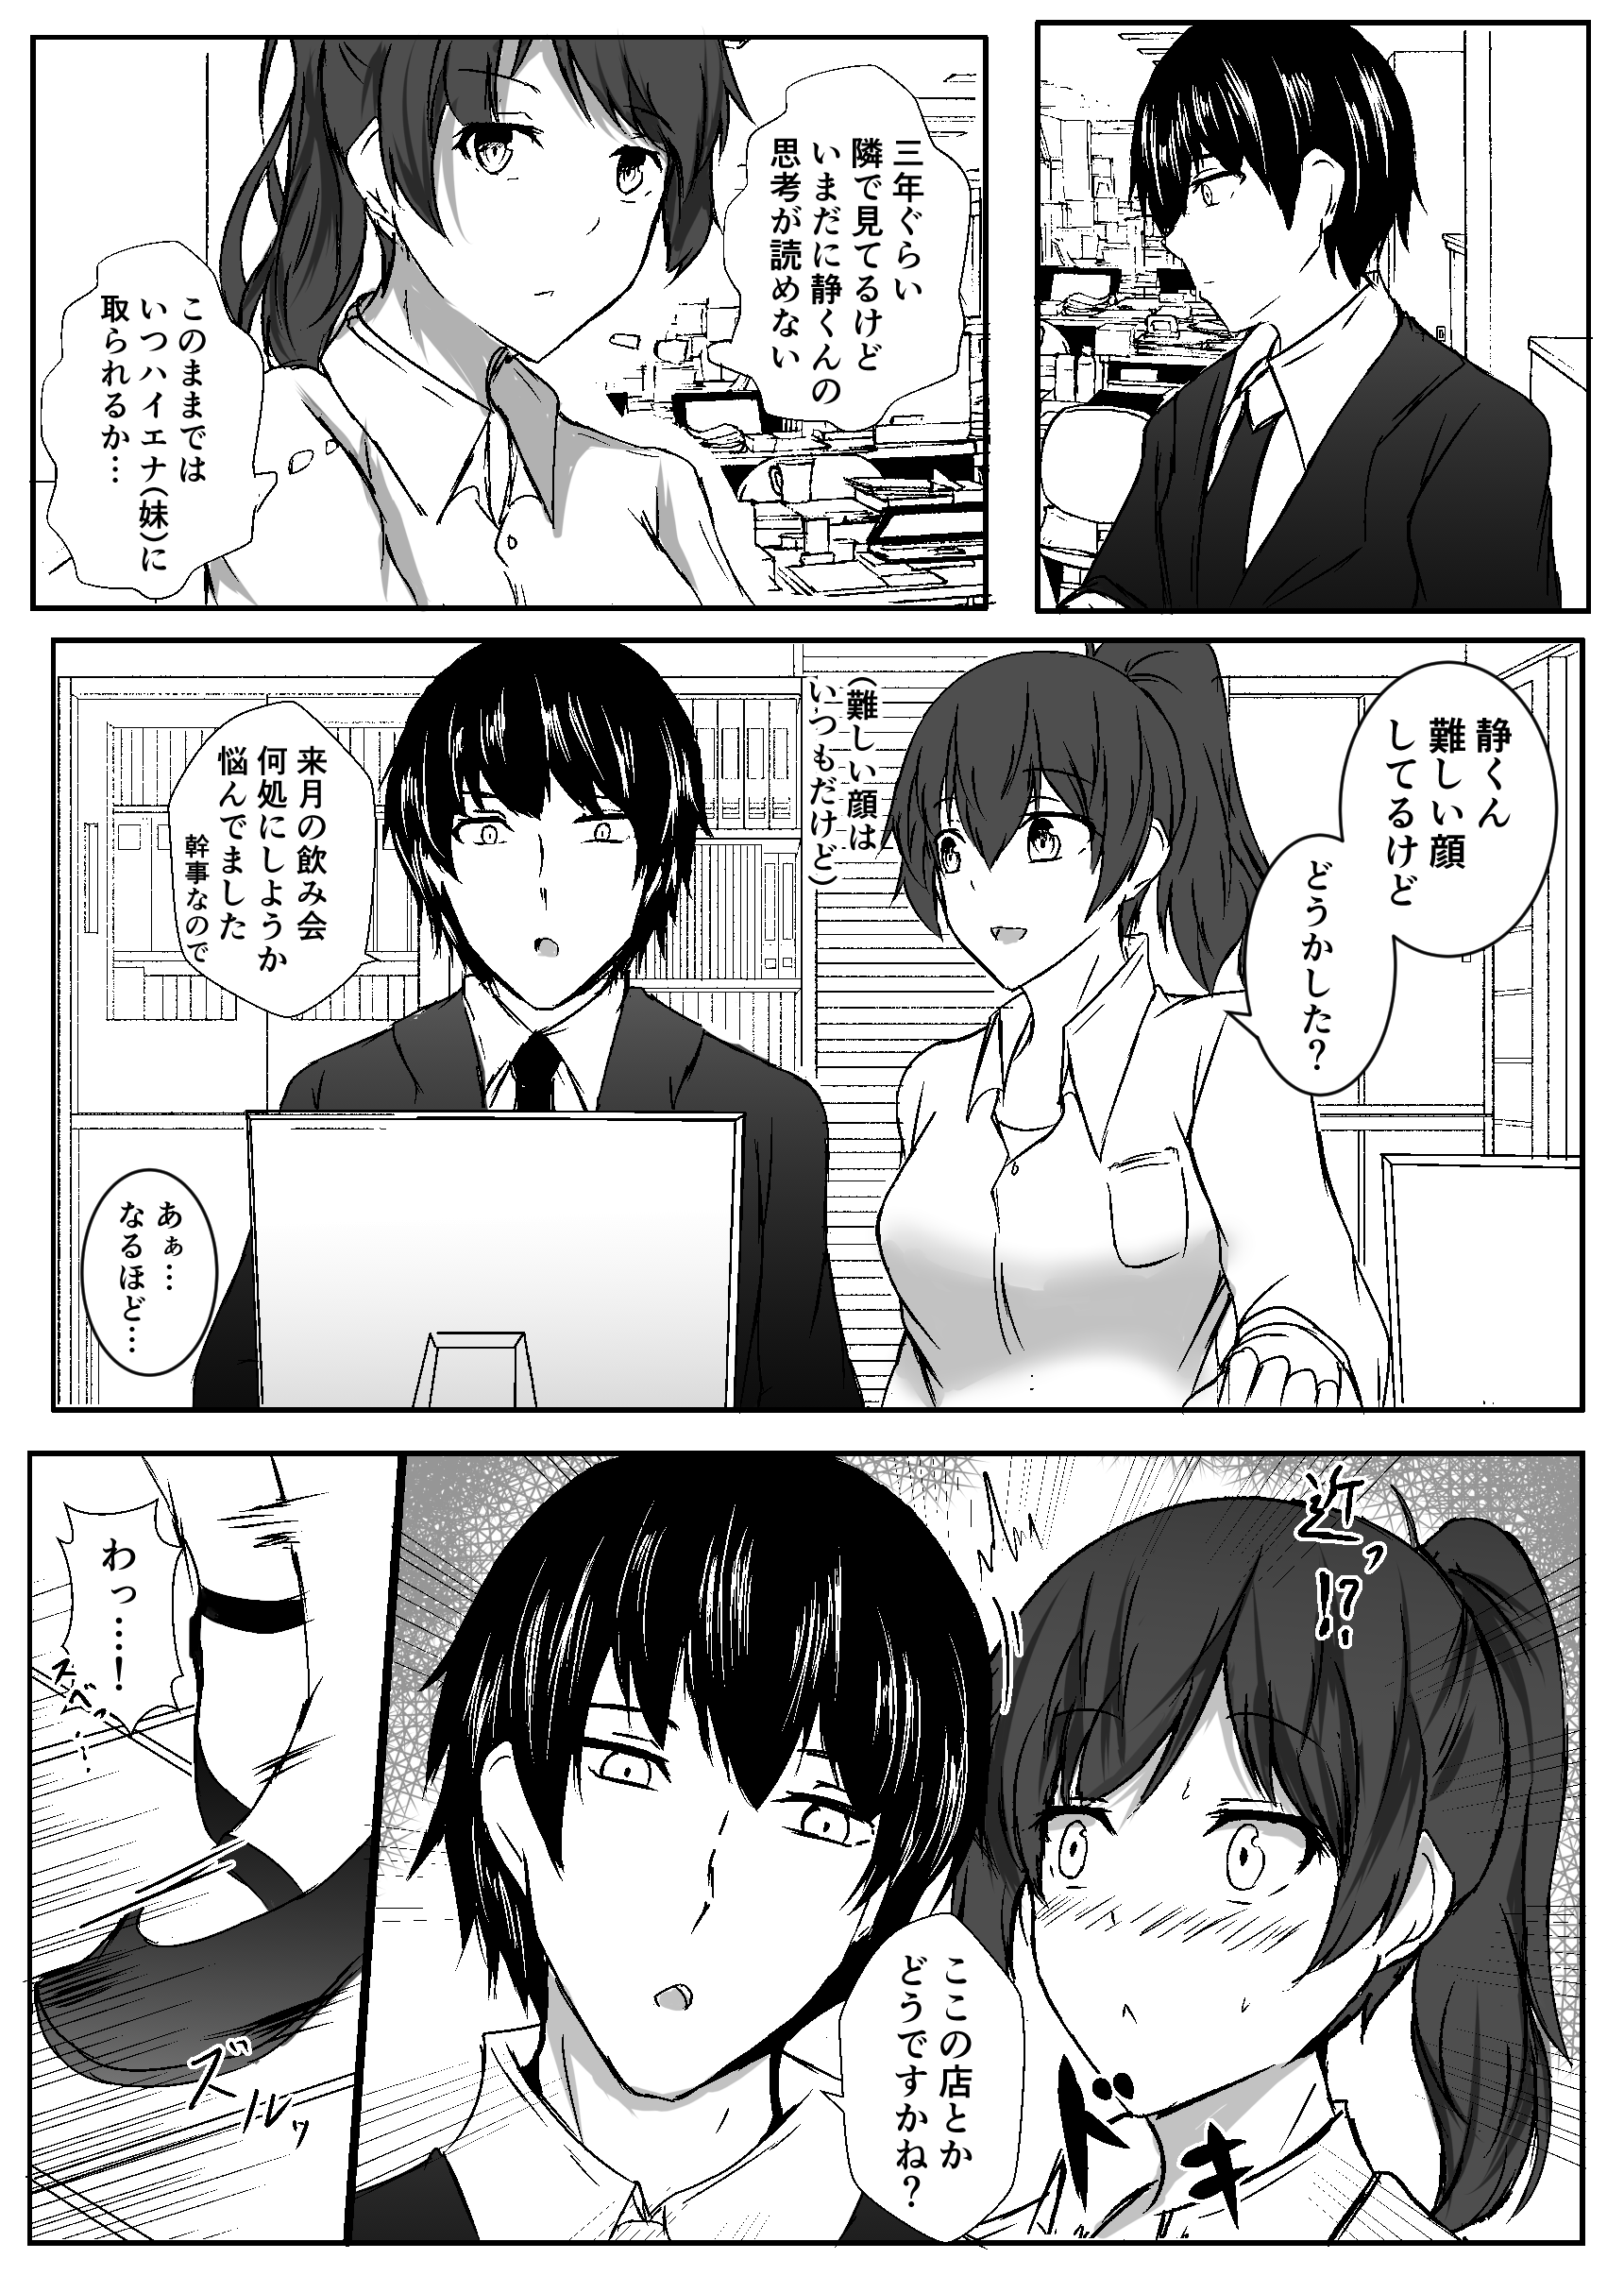 三年ぐらい
隣で見てるけど
いまだに静くんの
思考が読めない
このままでは
いつハイエナ(妹)に
取られるか…
静くん
難しい顔
してるけど
どうかした?
(難しい顔は
いつもだけど)
来月の飲み会
何処にしようか
悩んでました
幹事なので
あぁ…
なるほど…
近っ
!?
ドキ
ここの店とか
どうですかね?
わっ…!
ズルッ